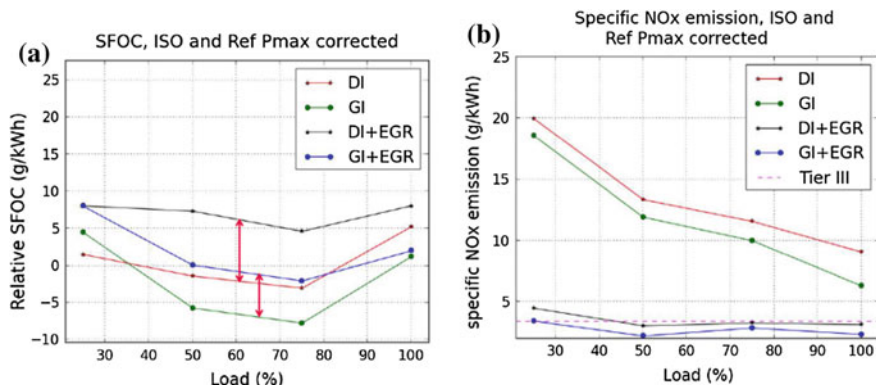 (a)
SFOC, ISO and Ref Pmax corrected
Relative SFOC (g/kWh)
25
20
15
10
5
0
−5
−10
DI
GI
DI+EGR
GI+EGR
30 40 50 60 70 80 90 100
Load (%)
(b)
Specific NOx emission, ISO and
Ref Pmax corrected
specific NOx emission (g/kWh)
25
20
15
10
5
DI
GI
DI+EGR
GI+EGR
Tier III
30 40 50 60 70 80 90 100
Load (%)